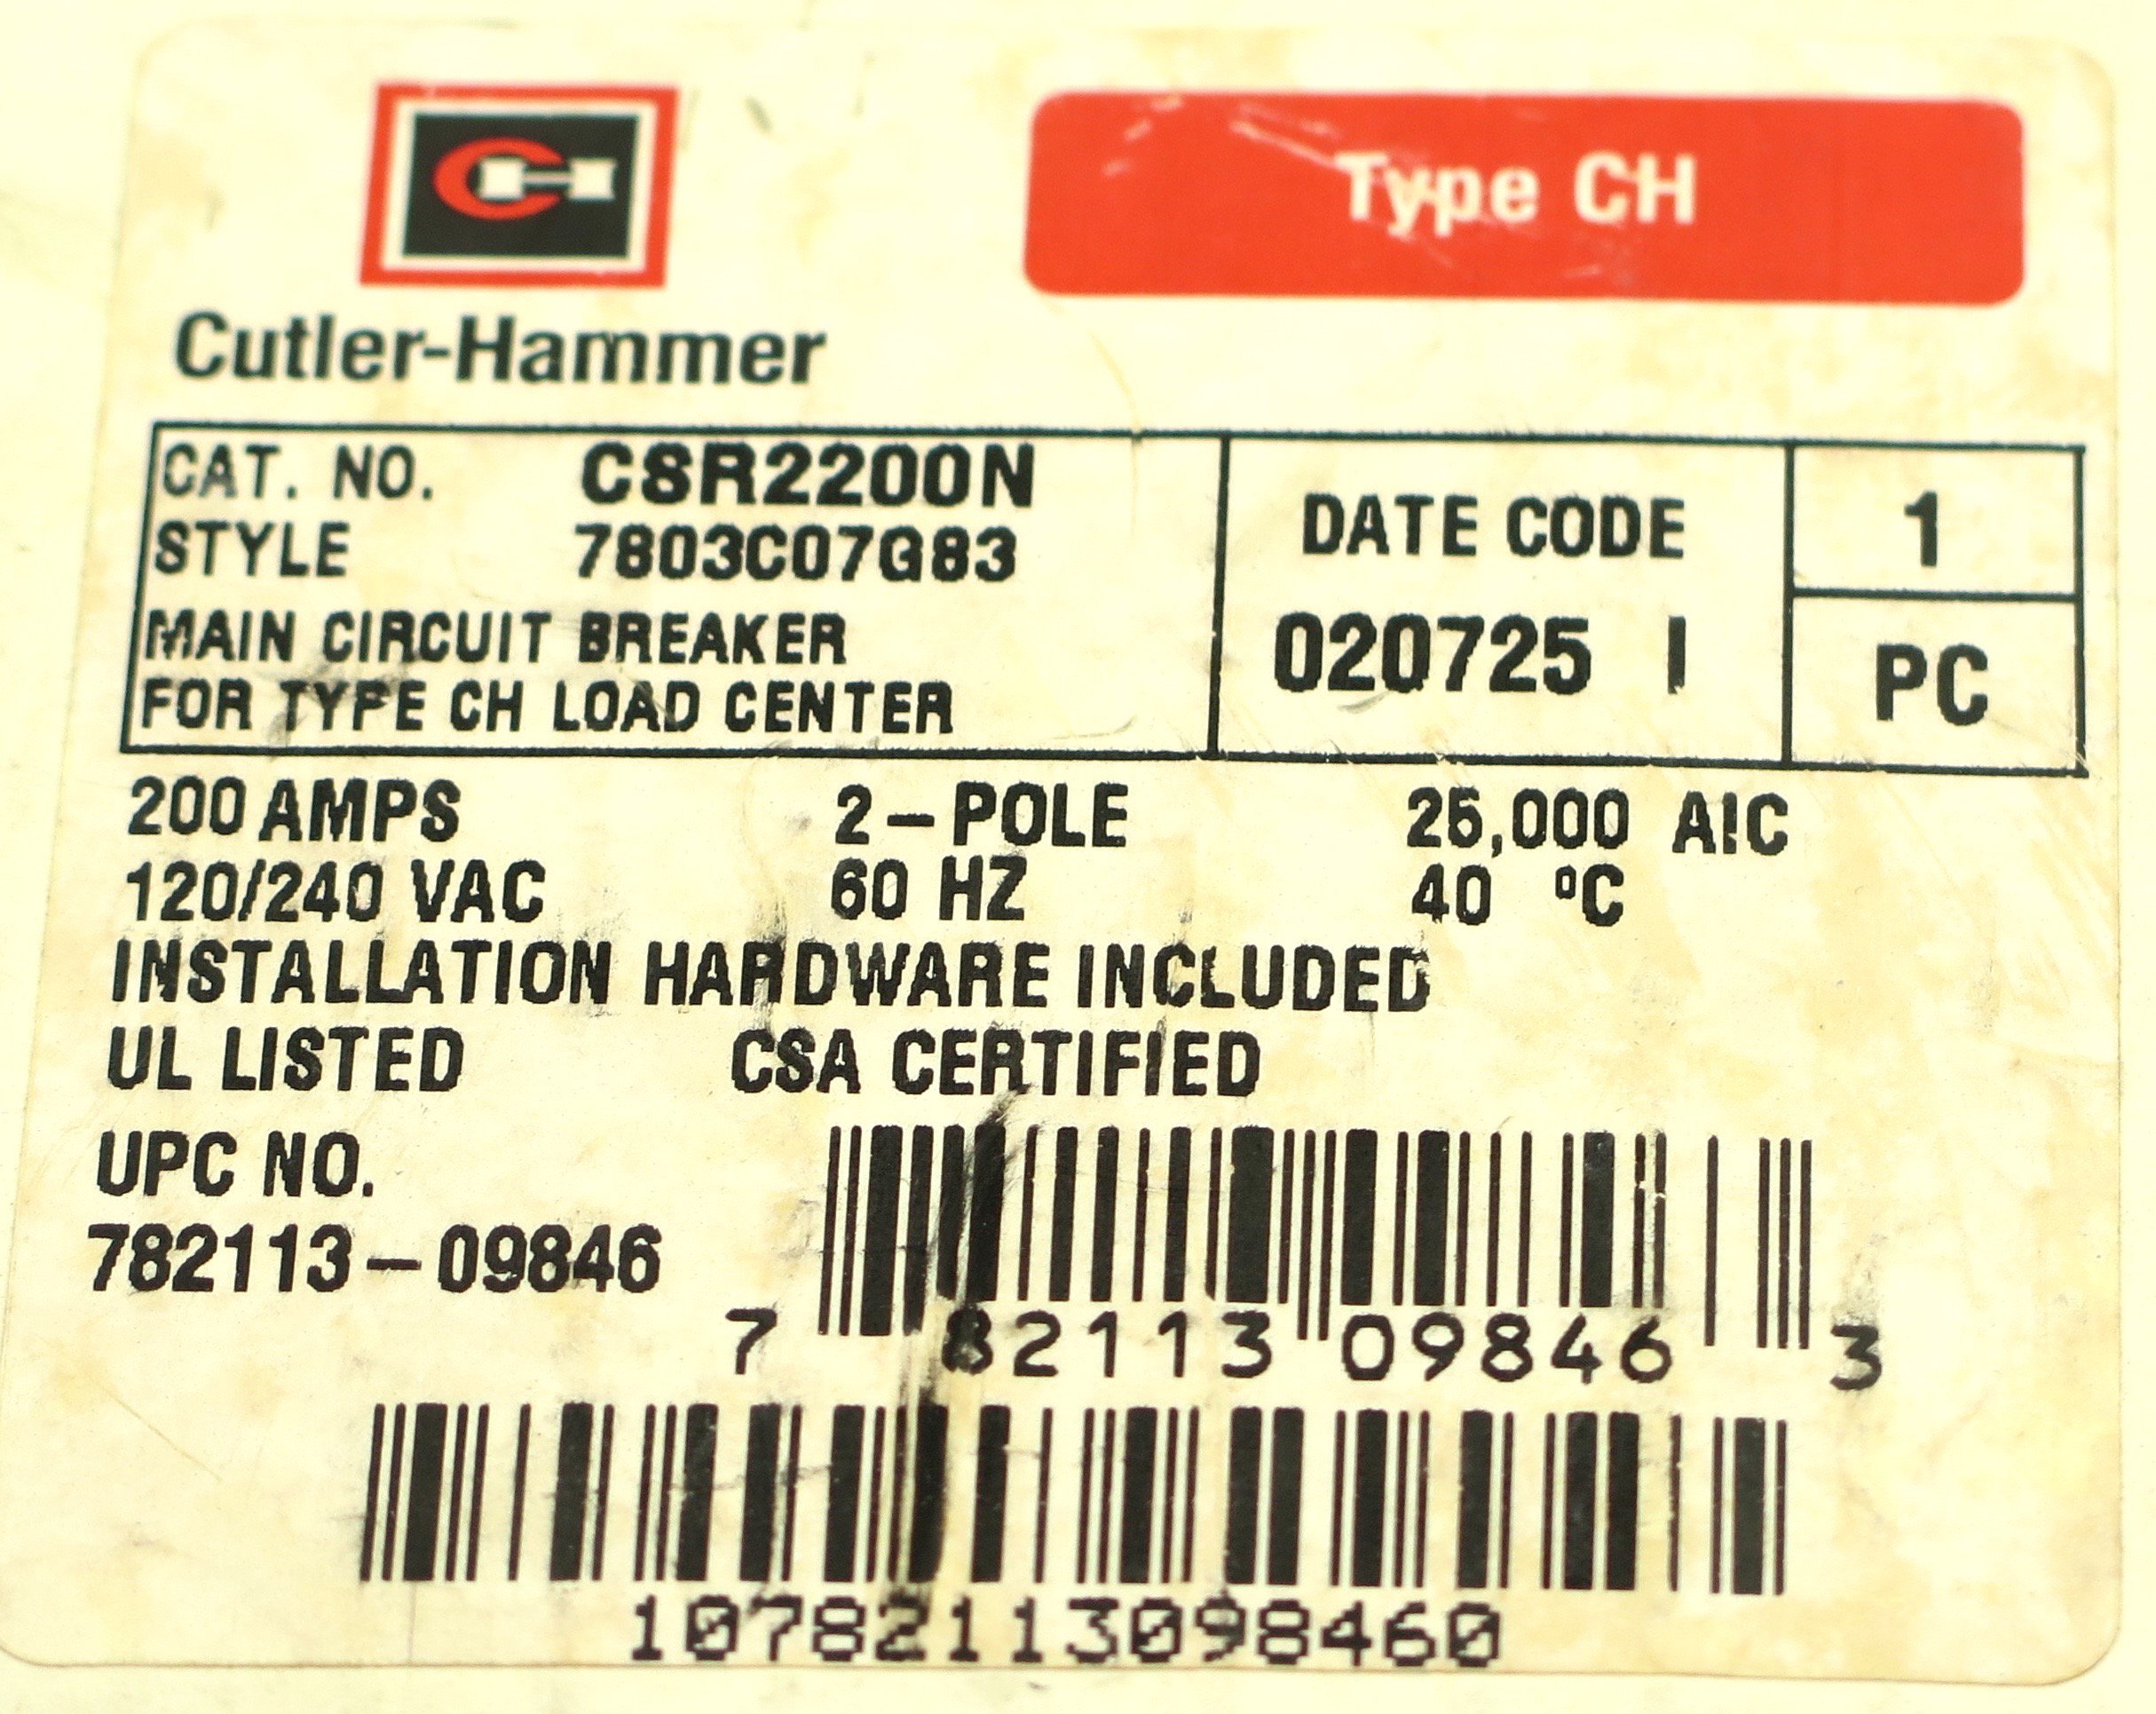 Type CH
Cutler-Hammer
CAT. NO. CSR2200N
STYLE 7803C07G83
MAIN CIRCUIT BREAKER
FOR TYPE CH LOAD CENTER
DATE CODE
020725 I
1
PC
200 AMPS 2-POLE 25,000 AIC
120/240 VAC 60 HZ 40 ºC
INSTALLATION HARDWARE INCLUDED
UL LISTED CSA CERTIFIED
UPC NO.
782113-09846
7 82113 09846 3
10782113098460